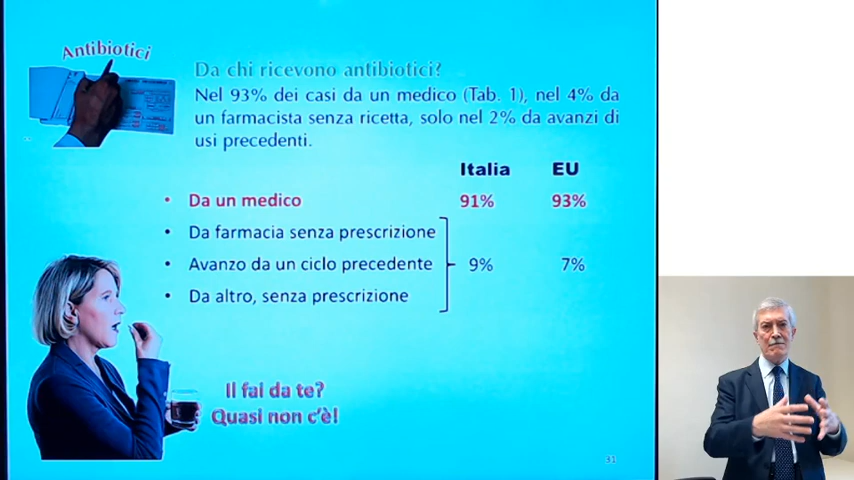 Antibiotici
Da chi ricevono antibiotici?
Nel 93% dei casi da un medico (Tab. 1), nel 4% da
un farmacista senza ricetta, solo nel 2% da avanzi di
usi precedenti.
Italia EU
• Da un medico 91% 93%
• Da farmacia senza prescrizione
• Avanzo da un ciclo precedente 9% 7%
• Da altro, senza prescrizione
Il fai da te?
Quasi non c'è!
31